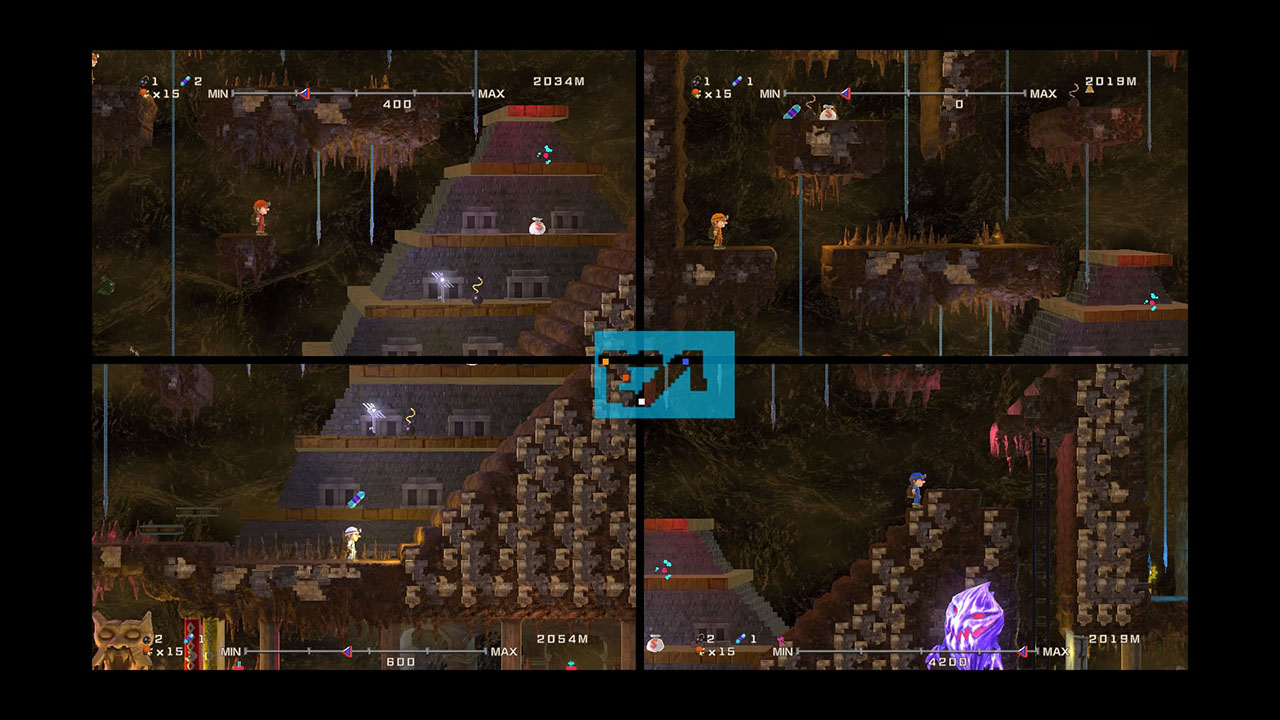 1 2 2034M
x15 MIN MAX
400
1 1 2019M
x15 MIN MAX
0
2 1 2054M
x15 MIN MAX
600
2 1 2019M
x15 MIN MAX
4200